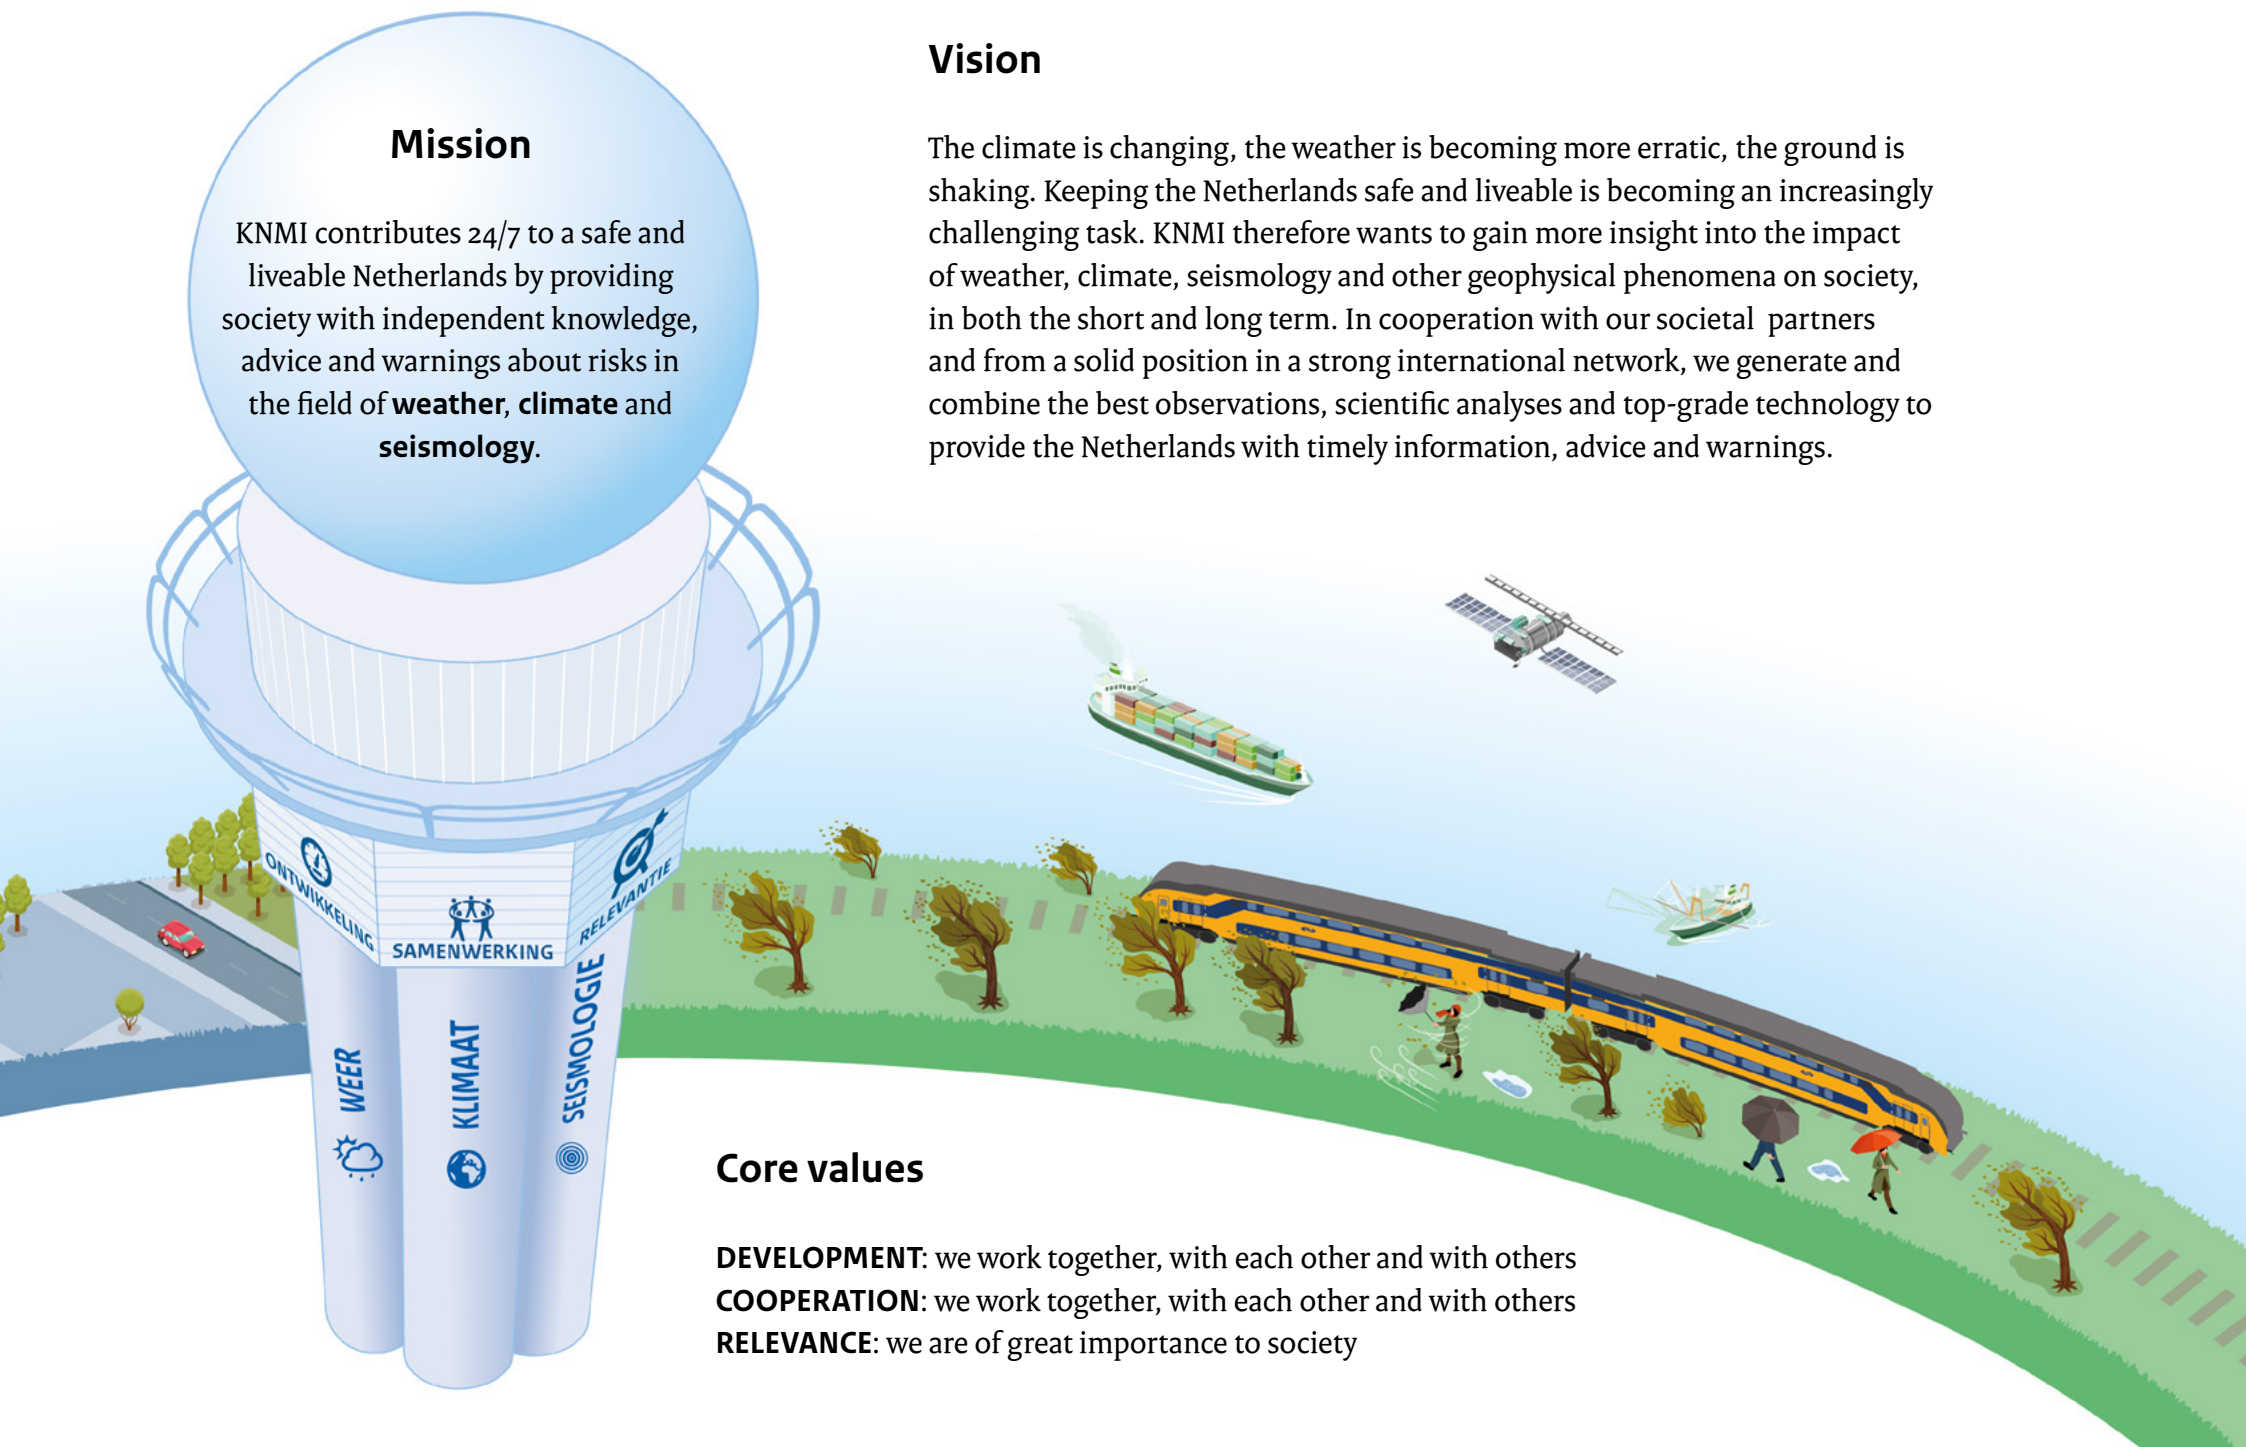 Mission
KNMI contributes 24/7 to a safe and
liveable Netherlands by providing
society with independent knowledge,
advice and warnings about risks in
the field of weather, climate and
seismology.
Vision
The climate is changing, the weather is becoming more erratic, the ground is
shaking. Keeping the Netherlands safe and liveable is becoming an increasingly
challenging task. KNMI therefore wants to gain more insight into the impact
of weather, climate, seismology and other geophysical phenomena on society,
in both the short and long term. In cooperation with our societal partners
and from a solid position in a strong international network, we generate and
combine the best observations, scientific analyses and top-grade technology to
provide the Netherlands with timely information, advice and warnings.
ONTWIKKELING
SAMENWERKING
RELEVANTIE
WEER
KLIMAAT
SEISMOLOGIE
Core values
DEVELOPMENT: we work together, with each other and with others
COOPERATION: we work together, with each other and with others
RELEVANCE: we are of great importance to society